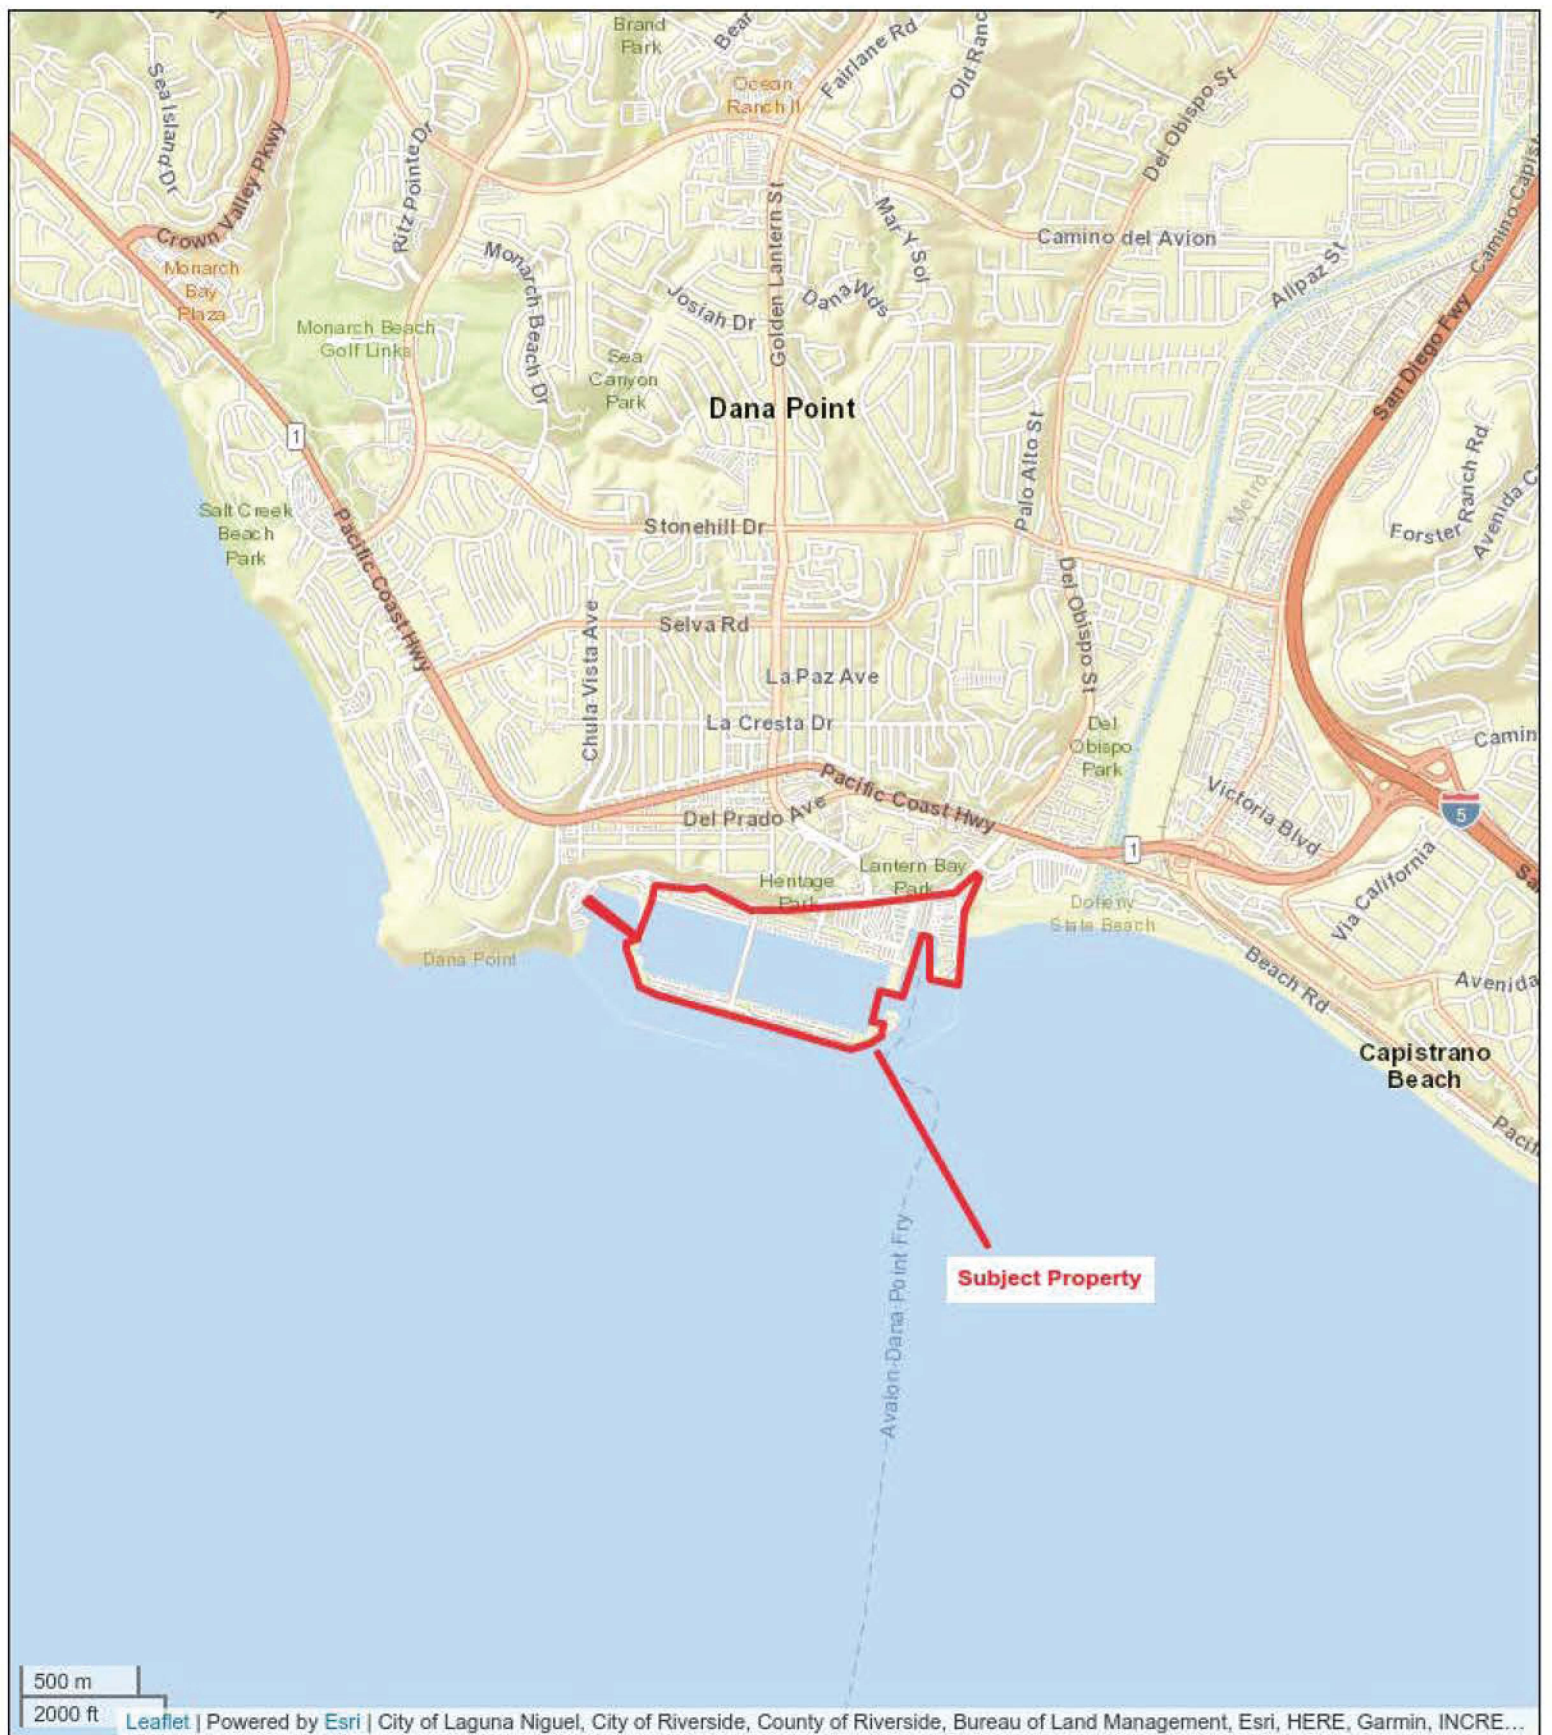 Brand
Park
Bear
Fairlane Rd
Ocean
Ranch II
Sea Island Dr
Crown Valley Pkwy
Ritz Pointe Dr
Del Obispo St
Camino Capist
Mar Y Sol
Golden Lantern St
Camino del Avion
Monarch
Bay
Plaza
Monarch Beach Dr
Josiah Dr
Dana Wds
Monarch Beach
Golf Links
Sea
Canyon
Park
San Diego Fwy
Dana Point
1
Palo Alto St
Forster Ranch Rd
Salt Creek
Beach
Park
Stonehill Dr
Metro
Pacific Coast Hwy
Chula Vista Ave
Selva Rd
Del Obispo St
La Paz Ave
La Cresta Dr
Del
Obispo
Park
Camin
Pacific Coast Hwy
Del Prado Ave
Victoria Blvd
5
1
Via California
Lantern Bay
Park
Doheny
State Beach
Dana Point
Beach Rd
Avenida
Capistrano
Beach
Pacif
Subject Property
Avalon-Dana Point Fry
500 m
2000 ft
Leaflet | Powered by Esri | City of Laguna Niguel, City of Riverside, County of Riverside, Bureau of Land Management, Esri, HERE, Garmin, INCRE...